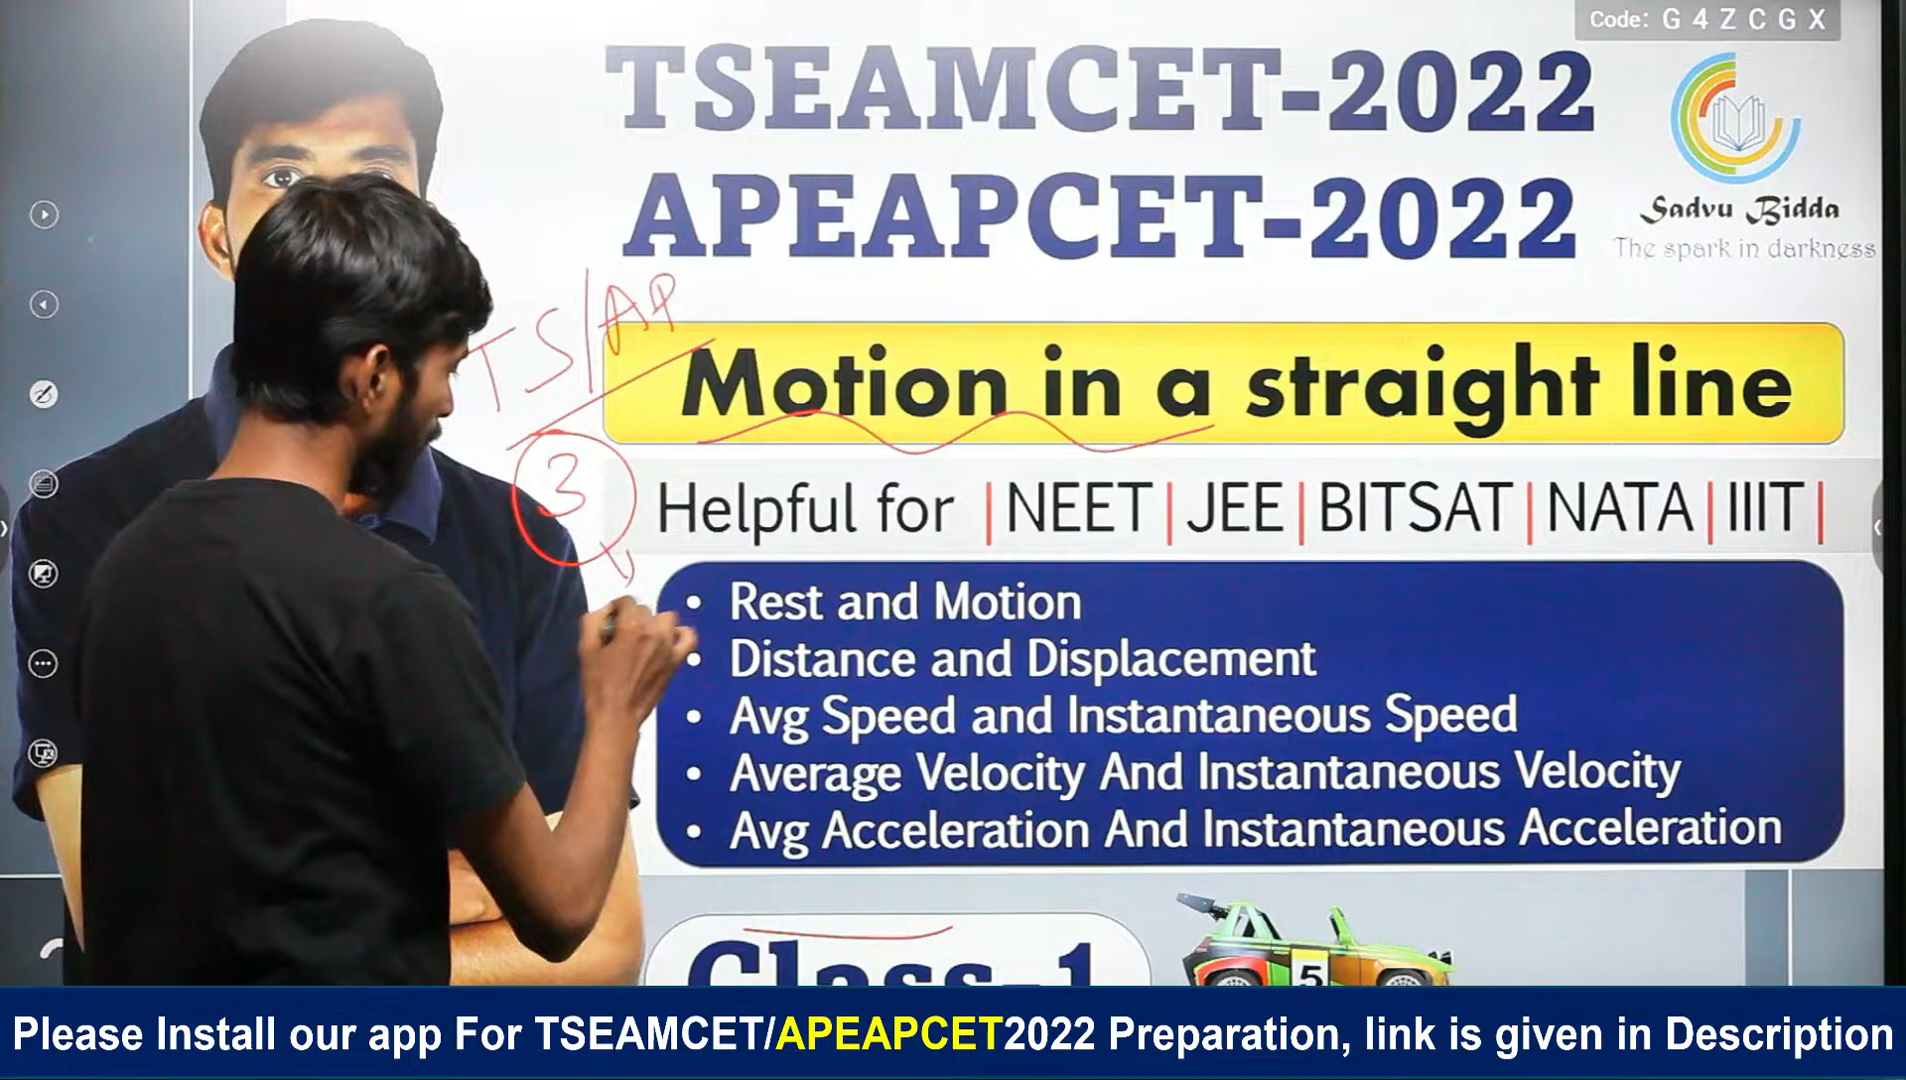 Code: G4ZCGX
TSEAMCET-2022
APEAPCET-2022
Sadvu Bidda
The spark in darkness
TS/AP
Motion in a straight line
3
Helpful for |NEET|JEE|BITSAT|NATA|IIIT|
• Rest and Motion
• Distance and Displacement
• Avg Speed and Instantaneous Speed
• Average Velocity And Instantaneous Velocity
• Avg Acceleration And Instantaneous Acceleration
Class-1
5
Please Install our app For TSEAMCET/APEAPCET2022 Preparation, link is given in Description